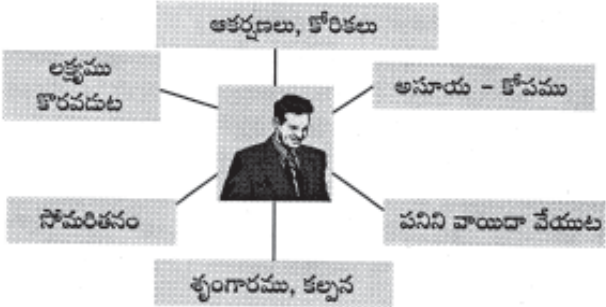 ఆకర్షణలు, కోరికలు
లక్ష్యము
కొరవడుట
అసూయ – కోపము
సోమరితనం
పనిని వాయిదా వేయుట
శృంగారము, కల్పన